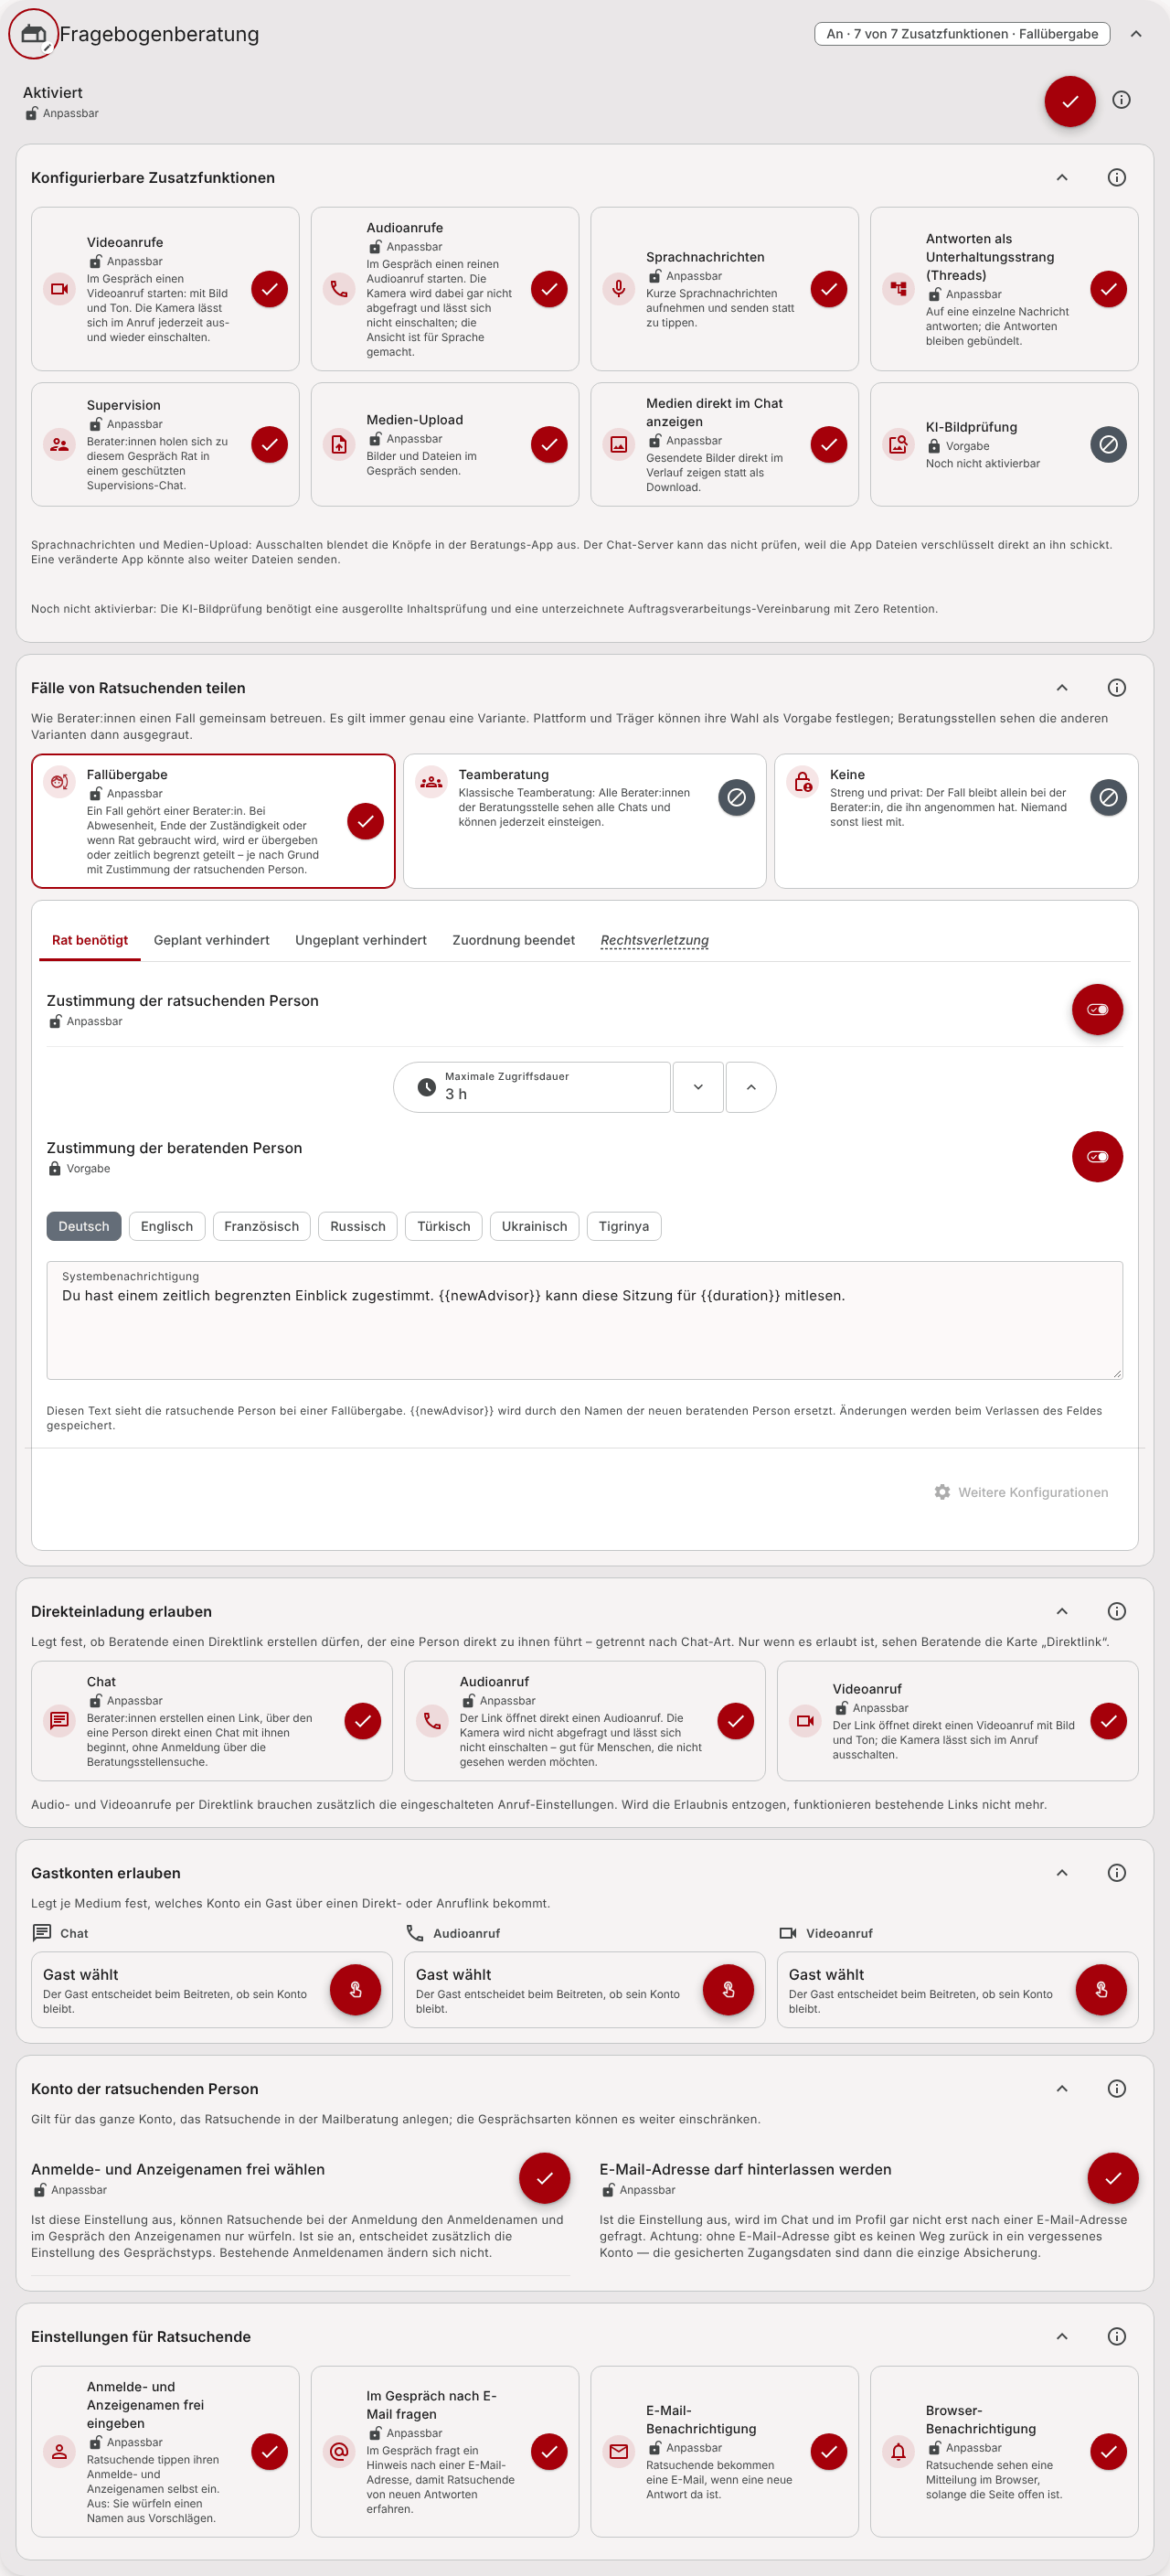 Fragebogenberatung
An · 7 von 7 Zusatzfunktionen · Fallübergabe
Aktiviert
Anpassbar
Konfigurierbare Zusatzfunktionen
Videoanrufe
Anpassbar
Im Gespräch einen
Videoanruf starten: mit Bild
und Ton. Die Kamera lässt
sich im Anruf jederzeit aus-
und wieder einschalten.
Audioanrufe
Anpassbar
Im Gespräch einen reinen
Audioanruf starten. Die
Kamera wird dabei gar nicht
abgefragt und lässt sich
nicht einschalten; die
Ansicht ist für Sprache
gemacht.
Sprachnachrichten
Anpassbar
Kurze Sprachnachrichten
aufnehmen und senden statt
zu tippen.
Antworten als
Unterhaltungsstrang
(Threads)
Anpassbar
Auf eine einzelne Nachricht
antworten; die Antworten
bleiben gebündelt.
Supervision
Anpassbar
Berater:innen holen sich zu
diesem Gespräch Rat in
einem geschützten
Supervisions-Chat.
Medien-Upload
Anpassbar
Bilder und Dateien im
Gespräch senden.
Medien direkt im Chat
anzeigen
Anpassbar
Gesendete Bilder direkt im
Verlauf zeigen statt als
Download.
KI-Bildprüfung
Vorgabe
Noch nicht aktivierbar
Sprachnachrichten und Medien-Upload: Ausschalten blendet die Knöpfe in der Beratungs-App aus. Der Chat-Server kann das nicht prüfen, weil die App Dateien verschlüsselt direkt an ihn schickt.
Eine veränderte App könnte also weiter Dateien senden.
Noch nicht aktivierbar: Die KI-Bildprüfung benötigt eine ausgerollte Inhaltsprüfung und eine unterzeichnete Auftragsverarbeitungs-Vereinbarung mit Zero Retention.
Fälle von Ratsuchenden teilen
Wie Berater:innen einen Fall gemeinsam betreuen. Es gilt immer genau eine Variante. Plattform und Träger können ihre Wahl als Vorgabe festlegen; Beratungsstellen sehen die anderen
Varianten dann ausgegraut.
Fallübergabe
Anpassbar
Ein Fall gehört einer Berater:in. Bei
Abwesenheit, Ende der Zuständigkeit oder
wenn Rat gebraucht wird, wird er übergeben
oder zeitlich begrenzt geteilt – je nach Grund
mit Zustimmung der ratsuchenden Person.
Teamberatung
Klassische Teamberatung: Alle Berater:innen
der Beratungsstelle sehen alle Chats und
können jederzeit einsteigen.
Keine
Streng und privat: Der Fall bleibt allein bei der
Berater:in, die ihn angenommen hat. Niemand
sonst liest mit.
Rat benötigt
Geplant verhindert
Ungeplant verhindert
Zuordnung beendet
Rechtsverletzung
Zustimmung der ratsuchenden Person
Anpassbar
Maximale Zugriffsdauer
3 h
Zustimmung der beratenden Person
Vorgabe
Deutsch
Englisch
Französisch
Russisch
Türkisch
Ukrainisch
Tigrinya
Systembenachrichtigung
Du hast einem zeitlich begrenzten Einblick zugestimmt. {{newAdvisor}} kann diese Sitzung für {{duration}} mitlesen.
Diesen Text sieht die ratsuchende Person bei einer Fallübergabe. {{newAdvisor}} wird durch den Namen der neuen beratenden Person ersetzt. Änderungen werden beim Verlassen des Feldes
gespeichert.
Weitere Konfigurationen
Direkteinladung erlauben
Legt fest, ob Beratende einen Direktlink erstellen dürfen, der eine Person direkt zu ihnen führt – getrennt nach Chat-Art. Nur wenn es erlaubt ist, sehen Beratende die Karte „Direktlink“.
Chat
Anpassbar
Berater:innen erstellen einen Link, über den
eine Person direkt einen Chat mit ihnen
beginnt, ohne Anmeldung über die
Beratungsstellensuche.
Audioanruf
Anpassbar
Der Link öffnet direkt einen Audioanruf. Die
Kamera wird nicht abgefragt und lässt sich
nicht einschalten – gut für Menschen, die nicht
gesehen werden möchten.
Videoanruf
Anpassbar
Der Link öffnet direkt einen Videoanruf mit Bild
und Ton; die Kamera lässt sich im Anruf
ausschalten.
Audio- und Videoanrufe per Direktlink brauchen zusätzlich die eingeschalteten Anruf-Einstellungen. Wird die Erlaubnis entzogen, funktionieren bestehende Links nicht mehr.
Gastkonten erlauben
Legt je Medium fest, welches Konto ein Gast über einen Direkt- oder Anruflink bekommt.
Chat
Audioanruf
Videoanruf
Gast wählt
Der Gast entscheidet beim Beitreten, ob sein Konto
bleibt.
Gast wählt
Der Gast entscheidet beim Beitreten, ob sein Konto
bleibt.
Gast wählt
Der Gast entscheidet beim Beitreten, ob sein Konto
bleibt.
Konto der ratsuchenden Person
Gilt für das ganze Konto, das Ratsuchende in der Mailberatung anlegen; die Gesprächsarten können es weiter einschränken.
Anmelde- und Anzeigenamen frei wählen
Anpassbar
Ist diese Einstellung aus, können Ratsuchende bei der Anmeldung den Anmeldenamen und
im Gespräch den Anzeigenamen nur würfeln. Ist sie an, entscheidet zusätzlich die
Einstellung des Gesprächstyps. Bestehende Anmeldenamen ändern sich nicht.
E-Mail-Adresse darf hinterlassen werden
Anpassbar
Ist die Einstellung aus, wird im Chat und im Profil gar nicht erst nach einer E-Mail-Adresse
gefragt. Achtung: ohne E-Mail-Adresse gibt es keinen Weg zurück in ein vergessenes
Konto — die gesicherten Zugangsdaten sind dann die einzige Absicherung.
Einstellungen für Ratsuchende
Anmelde- und
Anzeigenamen frei
eingeben
Anpassbar
Ratsuchende tippen ihren
Anmelde- und
Anzeigenamen selbst ein.
Aus: Sie würfeln einen
Namen aus Vorschlägen.
Im Gespräch nach E-
Mail fragen
Anpassbar
Im Gespräch fragt ein
Hinweis nach einer E-Mail-
Adresse, damit Ratsuchende
von neuen Antworten
erfahren.
E-Mail-
Benachrichtigung
Anpassbar
Ratsuchende bekommen
eine E-Mail, wenn eine neue
Antwort da ist.
Browser-
Benachrichtigung
Anpassbar
Ratsuchende sehen eine
Mitteilung im Browser,
solange die Seite offen ist.